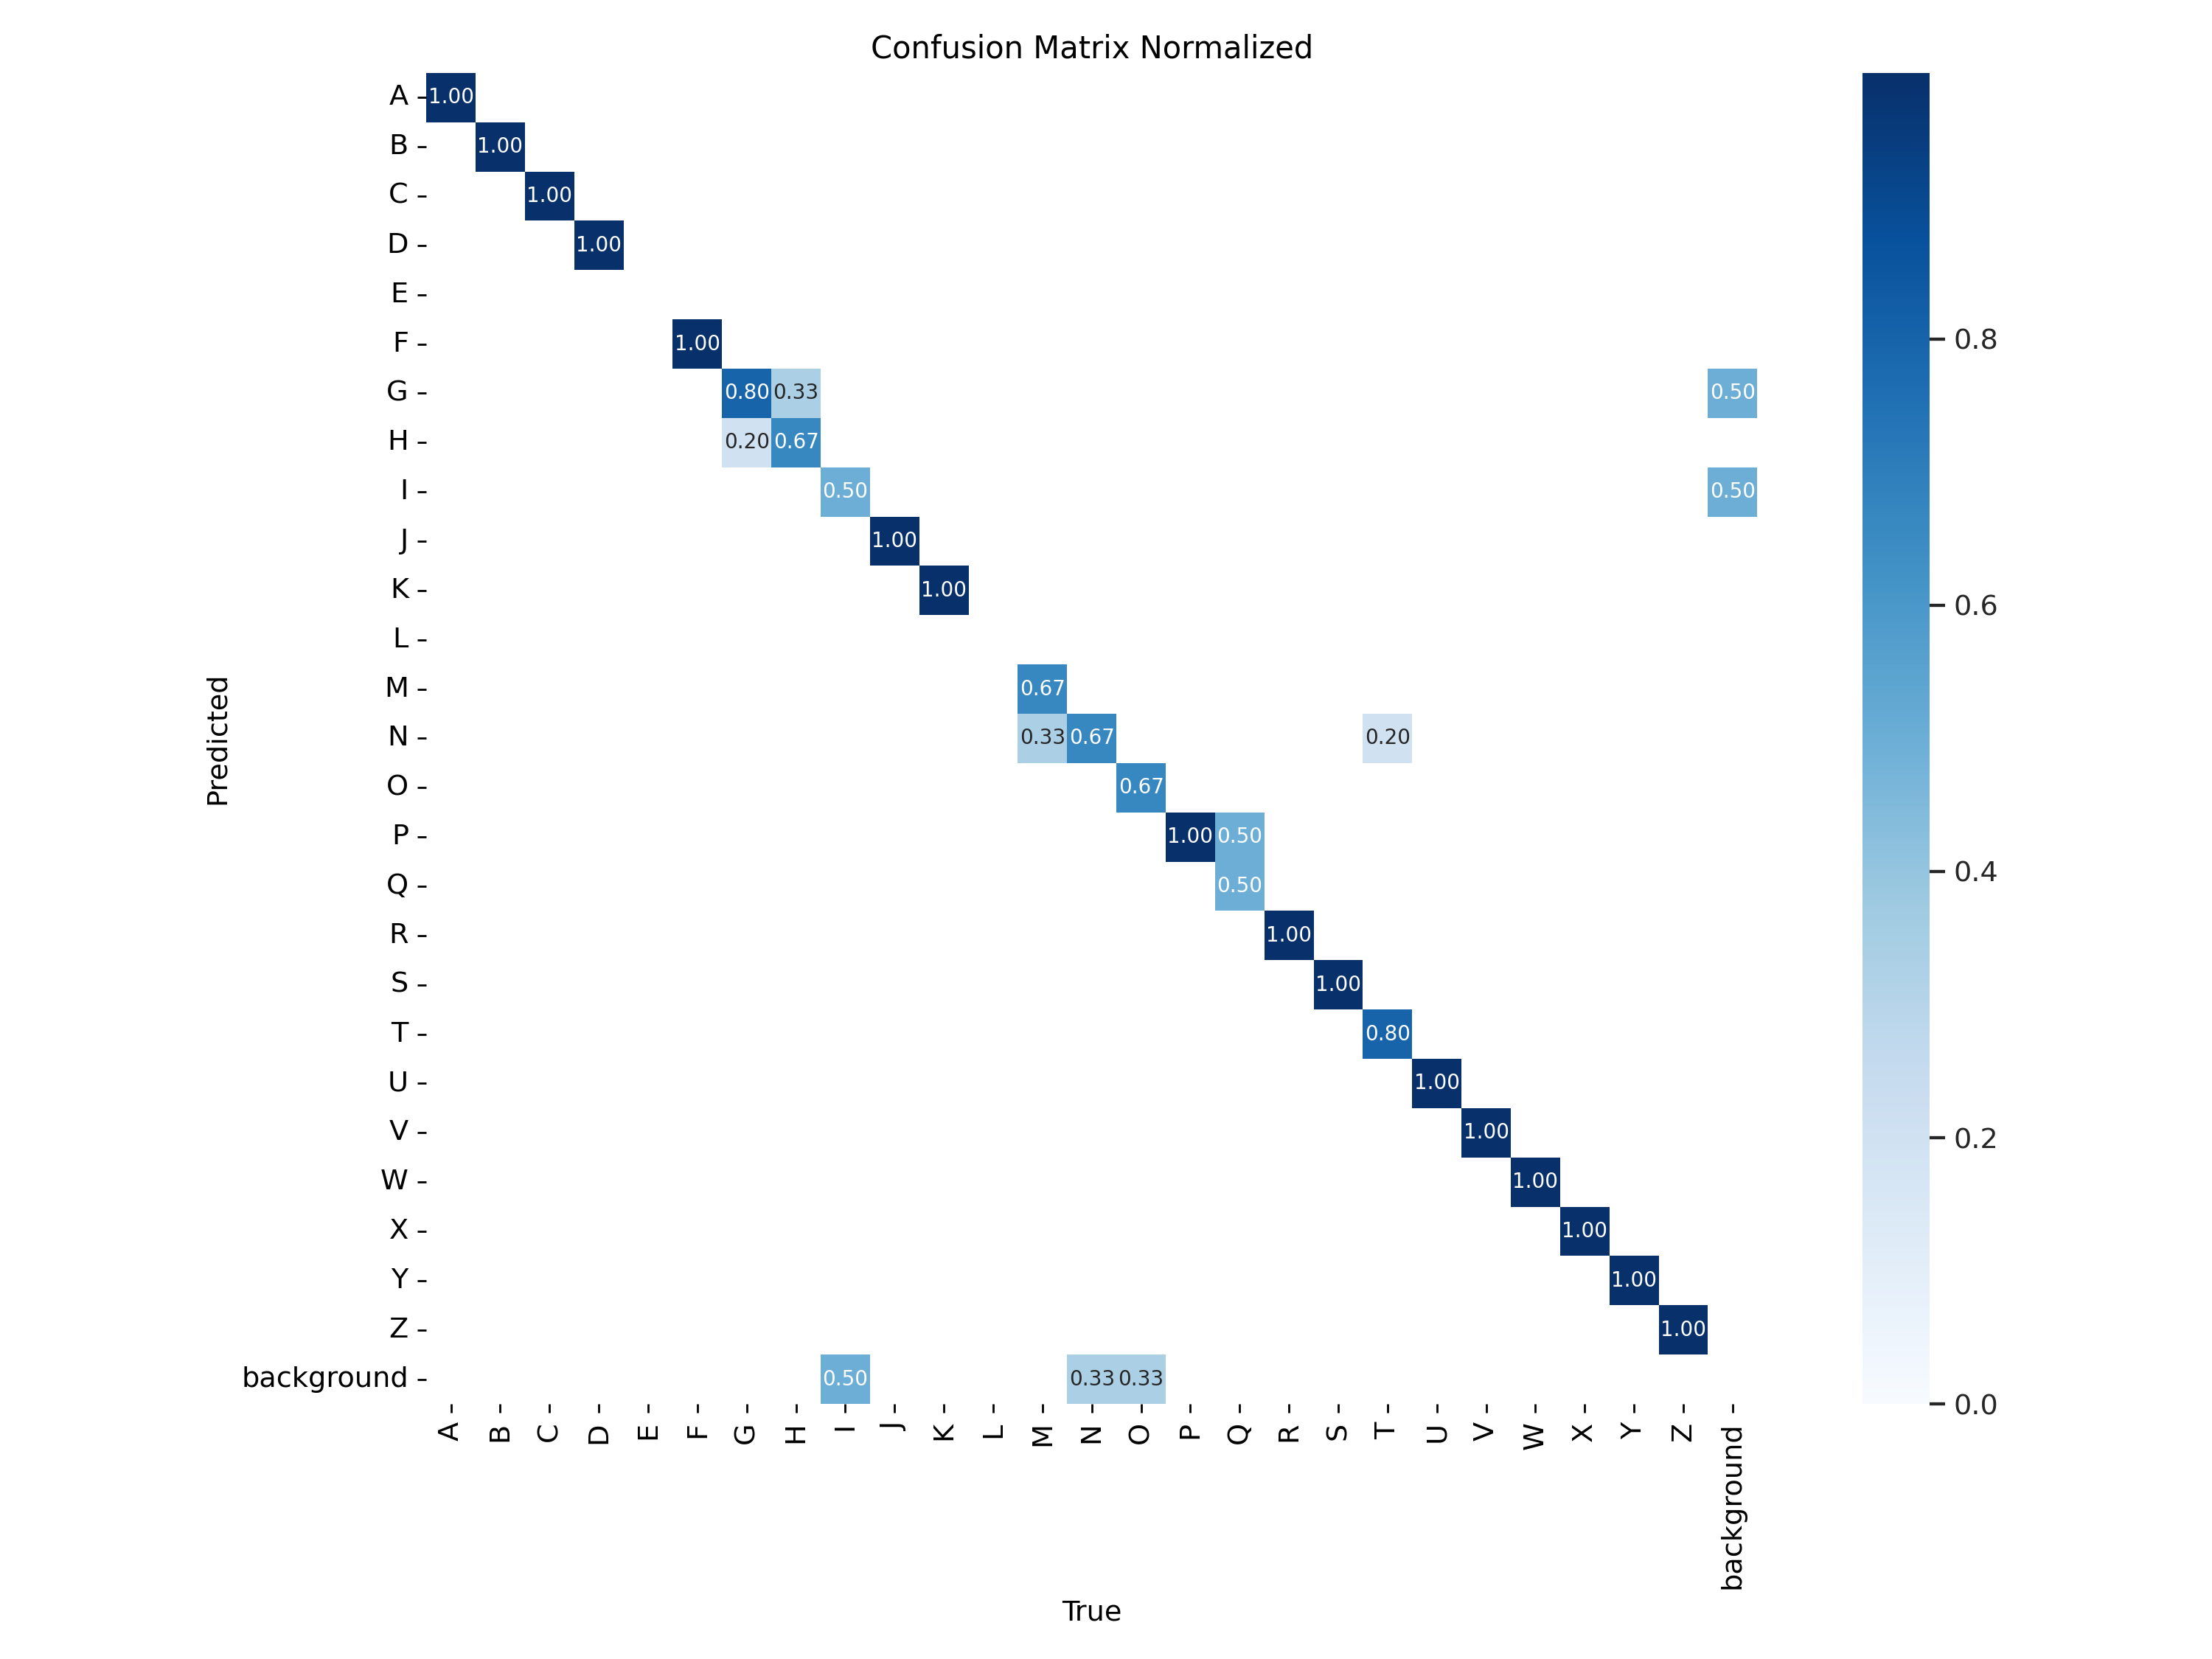 Confusion Matrix Normalized
A 1.00
B 1.00
C 1.00
D 1.00
E
F 1.00
G 0.80 0.33 0.50
H 0.20 0.67
I 0.50 0.50
J 1.00
K 1.00
L
M 0.67
N 0.33 0.67 0.20
O 0.67
P 1.00 0.50
Q 0.50
R 1.00
S 1.00
T 0.80
U 1.00
V 1.00
W 1.00
X 1.00
Y 1.00
Z 1.00
background 0.50 0.33 0.33
A B C D E F G H I J K L M N O P Q R S T U V W X Y Z background
Predicted
True
0.8
0.6
0.4
0.2
0.0